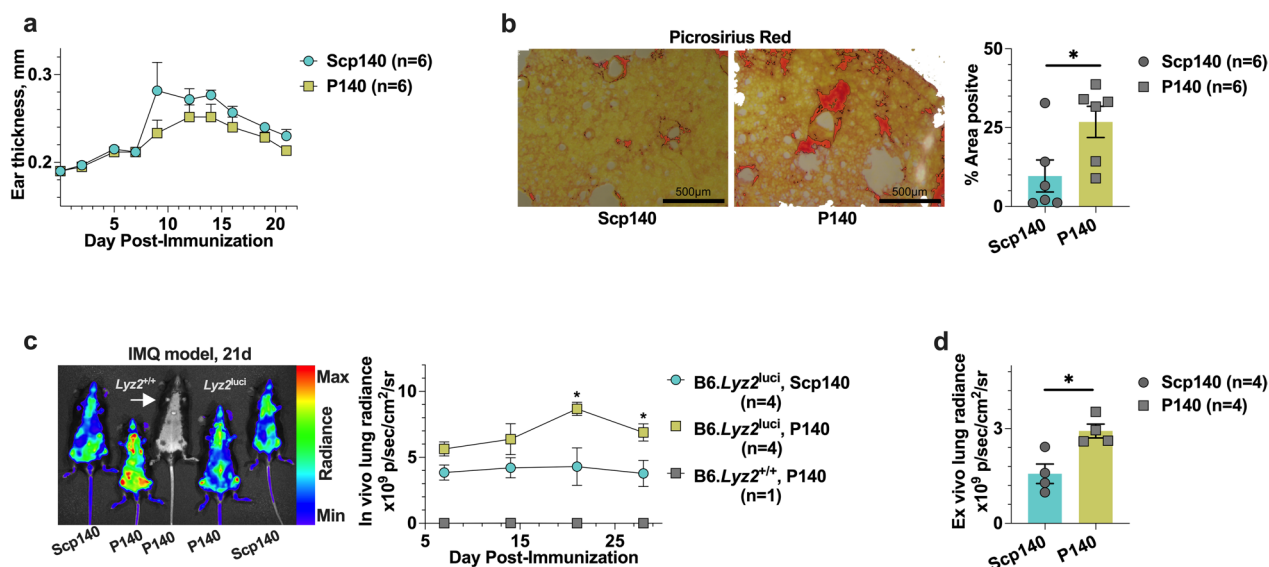 a
Ear thickness, mm
0.3
0.2
5
10
15
20
Day Post-Immunization
Scp140 (n=6)
P140 (n=6)
b
Picrosirius Red
500µm
500µm
Scp140
P140
% Area positve
50
25
0
Scp140
P140
*
Scp140 (n=6)
P140 (n=6)
c
IMQ model, 21d
Lyz2+/+
Lyz2luci
Max
Radiance
Min
Scp140
P140
P140
P140
Scp140
In vivo lung radiance
x10⁹ p/sec/cm²/sr
10
5
0
5
15
25
Day Post-Immunization
*
*
B6.Lyz2luci, Scp140
(n=4)
B6.Lyz2luci, P140
(n=4)
B6.Lyz2+/+, P140
(n=1)
d
Ex vivo lung radiance
x10⁹ p/sec/cm²/sr
3
0
Scp140
P140
*
Scp140 (n=4)
P140 (n=4)